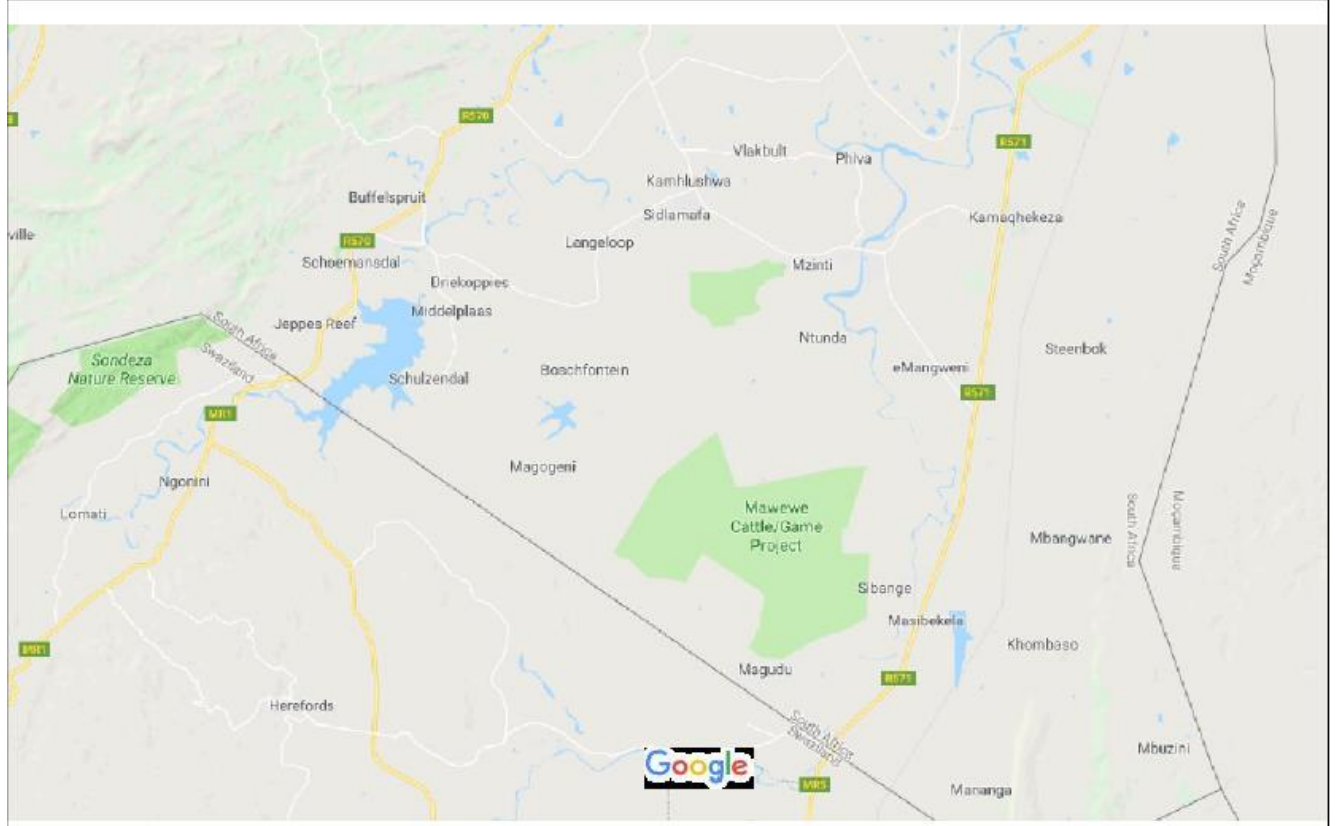 R570
R571
Vlakbult
Phiva
Kamhlushwa
Buffelspruit
Sidlamafa
Kamaqhekeza
ville
R570
Langeloop
South Africa
Moçambique
Schoemansdal
Mzinti
Driekoppies
Middelplaas
Jeppes Reef
South Africa
Swaziland
Ntunda
Steenbok
Sondeza
Nature Reserve
eMangweni
Boschfontein
Schulzendal
R571
MR1
Magogeni
Ngonini
Lomati
Mawewe
Cattle/Game
Project
South Africa
Moçambique
Mbangwane
Sibange
Masibekela
Khombaso
MR1
Magudu
R571
Herefords
South Africa
Swaziland
Mbuzini
Google
MR5
Mananga